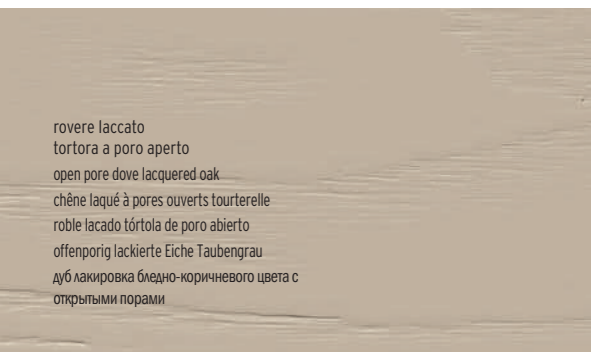 rovere laccato
tortora a poro aperto
open pore dove lacquered oak
chêne laqué à pores ouverts tourterelle
roble lacado tórtola de poro abierto
offenporig lackierte Eiche Taubengrau
дуб лакировка бледно-коричневого цвета с
открытыми порами